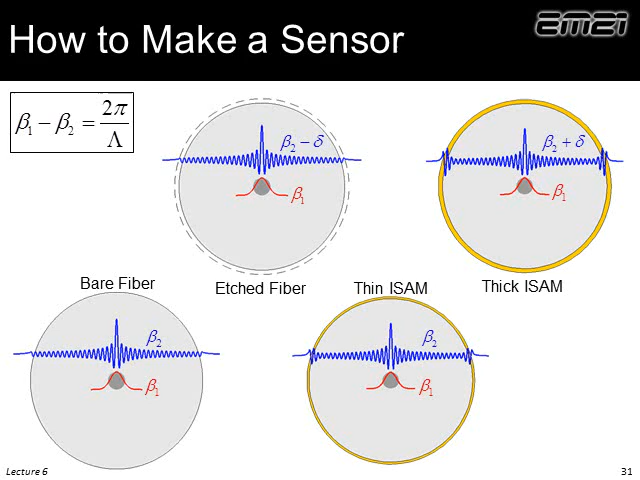 How to Make a Sensor
EM21
β₁ − β₂ = 2π/Λ
β₂ − δ
β₁
β₂ + δ
β₁
Bare Fiber
Etched Fiber
Thin ISAM
Thick ISAM
β₂
β₁
β₂
β₁
Lecture 6
31